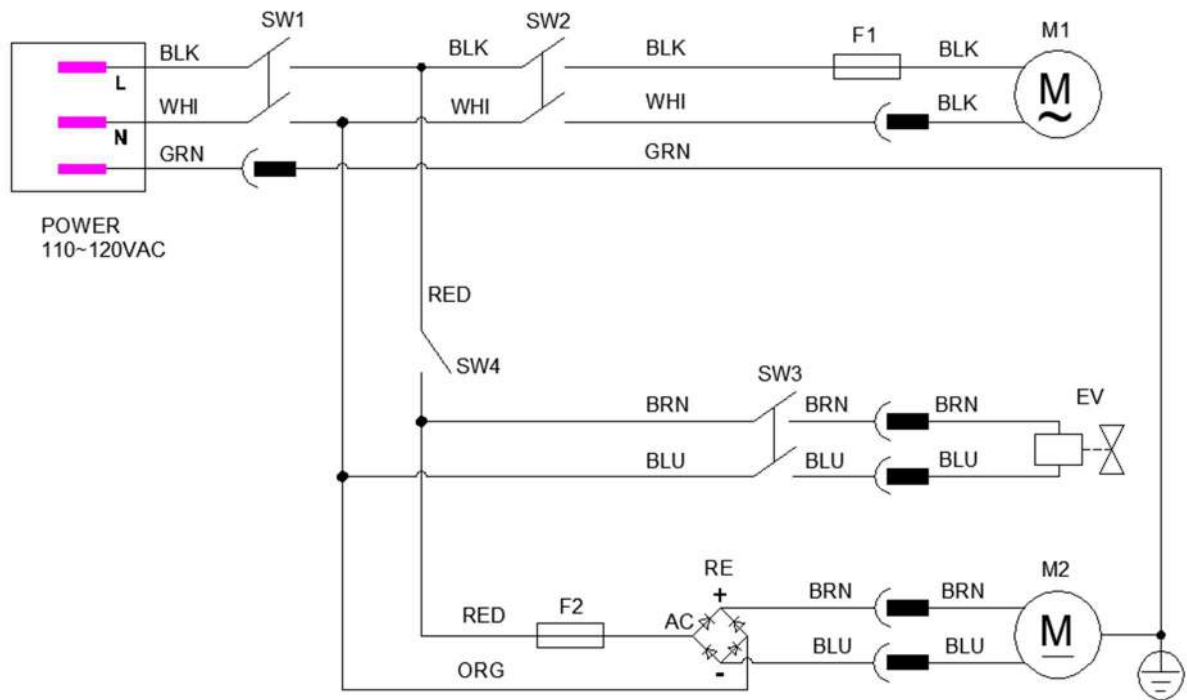 SW1
SW2
F1
M1
BLK
BLK
BLK
BLK
L
M
~
WHI
WHI
WHI
BLK
N
GRN
GRN
POWER
110~120VAC
RED
SW4
SW3
EV
BRN
BRN
BRN
BLU
BLU
BLU
RE
M2
+
BRN
BRN
RED
F2
AC
M
BLU
BLU
ORG
-